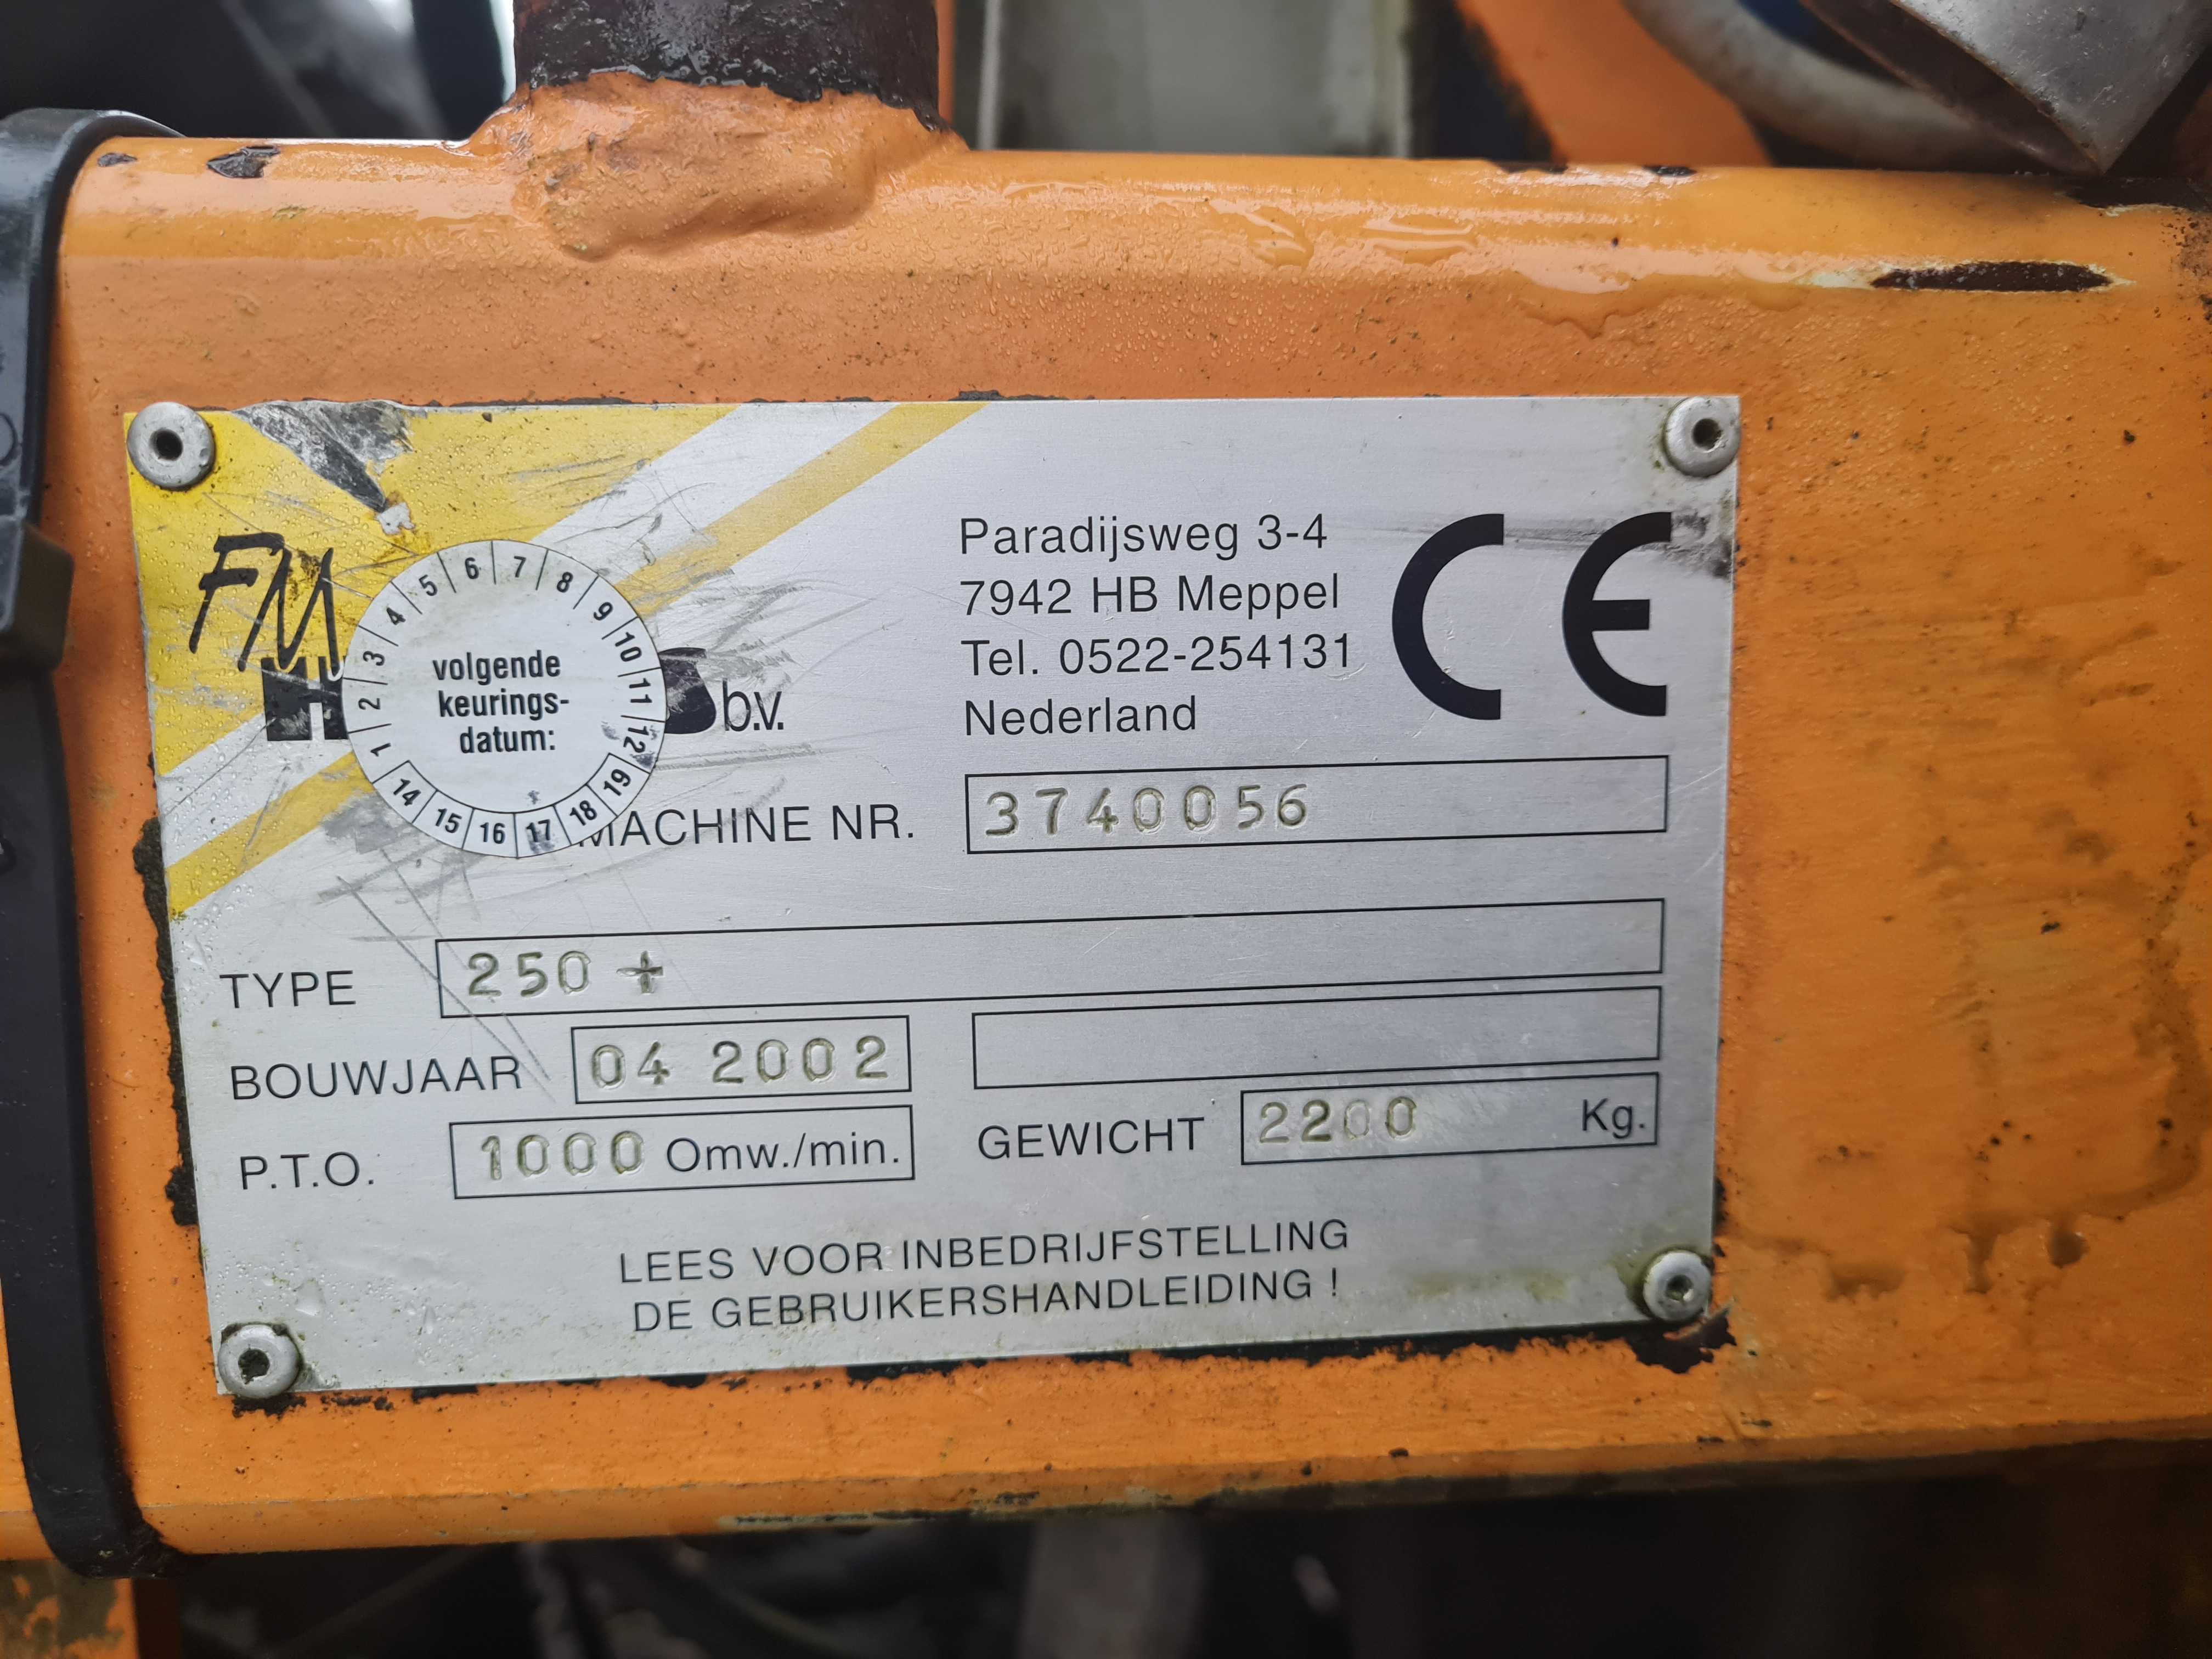 FM
b.v.
Paradijsweg 3-4
7942 HB Meppel
Tel. 0522-254131
Nederland
CE
1 2 3 4 5 6 7 8 9 10 11 12
volgende
keurings-
datum:
14 15 16 17 18 19
MACHINE NR. 3740056
TYPE 250 +
BOUWJAAR 04 2002
P.T.O. 1000 Omw./min.
GEWICHT 2200 Kg.
LEES VOOR INBEDRIJFSTELLING
DE GEBRUIKERSHANDLEIDING !